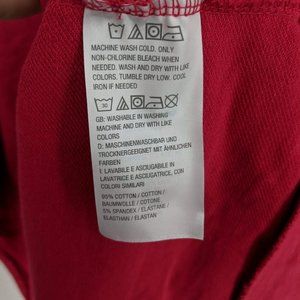 MACHINE WASH COLD. ONLY
NON-CHLORINE BLEACH WHEN
NEEDED. WASH AND DRY WITH LIKE
COLORS. TUMBLE DRY LOW. COOL
IRON IF NEEDED
30
GB: WASHABLE IN WASHING
MACHINE AND DRY WITH LIKE
COLORS
D: MASCHINENWASCHBAR UND
TROCKNERGEEIGNET MIT ÄHNLICHEN
FARBEN
I: LAVABILE E ASCIUGABILE IN
LAVATRICE E ASCIUGATRICE, CON
COLORI SIMILARI
95% COTTON / COTTON /
BAUMWOLLE / COTONE
5% SPANDEX / ELASTANE /
ELASTHAN / ELASTAN